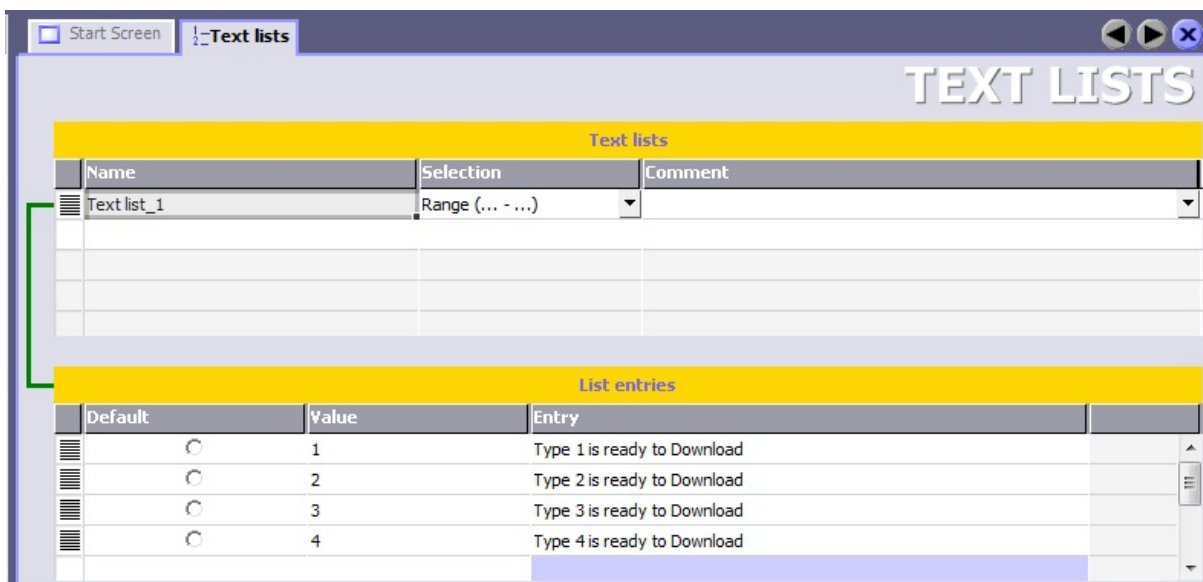 Start Screen
Text lists
TEXT LISTS
Text lists
Name Selection Comment
Text list_1 Range (... - ...)
List entries
Default Value Entry
1 Type 1 is ready to Download
2 Type 2 is ready to Download
3 Type 3 is ready to Download
4 Type 4 is ready to Download